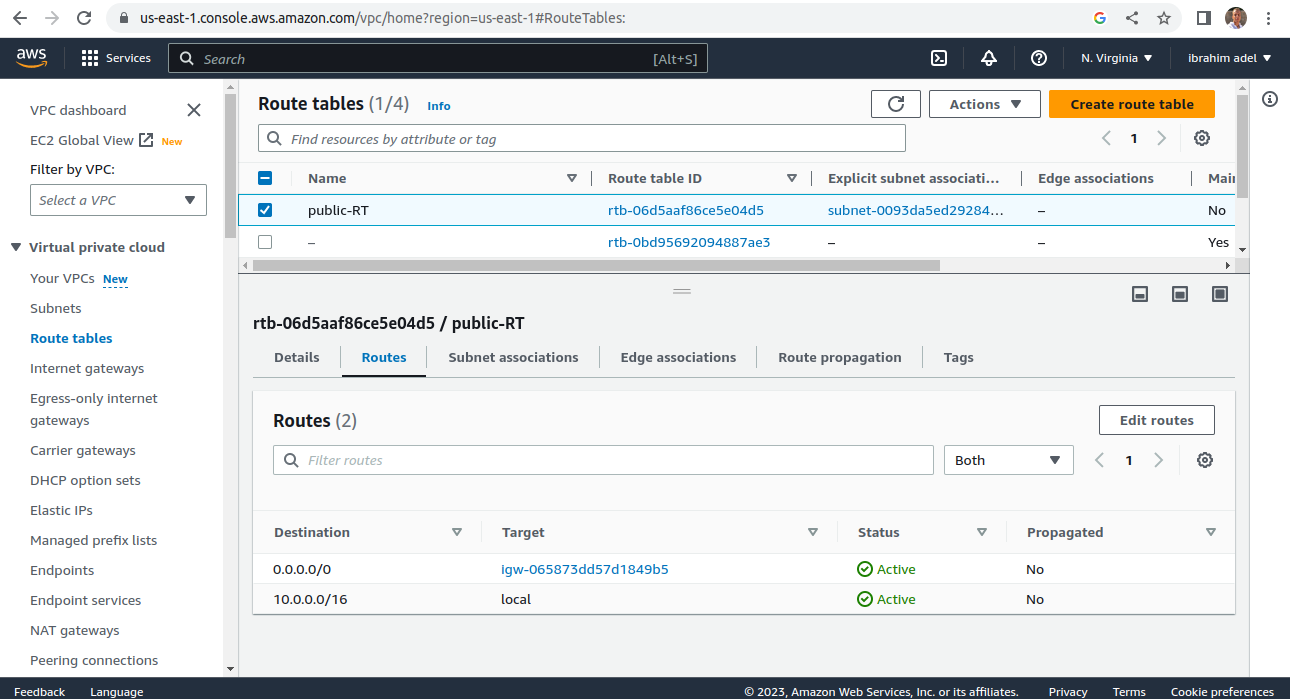 us-east-1.console.aws.amazon.com/vpc/home?region=us-east-1#RouteTables:
aws
Services
Search
[Alt+S]
N. Virginia
ibrahim adel
VPC dashboard
EC2 Global View New
Filter by VPC:
Select a VPC
Virtual private cloud
Your VPCs New
Subnets
Route tables
Internet gateways
Egress-only internet
gateways
Carrier gateways
DHCP option sets
Elastic IPs
Managed prefix lists
Endpoints
Endpoint services
NAT gateways
Peering connections
Route tables (1/4) Info
Actions
Create route table
Find resources by attribute or tag
1
Name Route table ID Explicit subnet associati... Edge associations Main
public-RT rtb-06d5aaf86ce5e04d5 subnet-0093da5ed29284... – No
– rtb-0bd95692094887ae3 – – Yes
rtb-06d5aaf86ce5e04d5 / public-RT
Details Routes Subnet associations Edge associations Route propagation Tags
Routes (2)
Edit routes
Filter routes
Both
1
Destination Target Status Propagated
0.0.0.0/0 igw-065873dd57d1849b5 Active No
10.0.0.0/16 local Active No
Feedback Language © 2023, Amazon Web Services, Inc. or its affiliates. Privacy Terms Cookie preferences